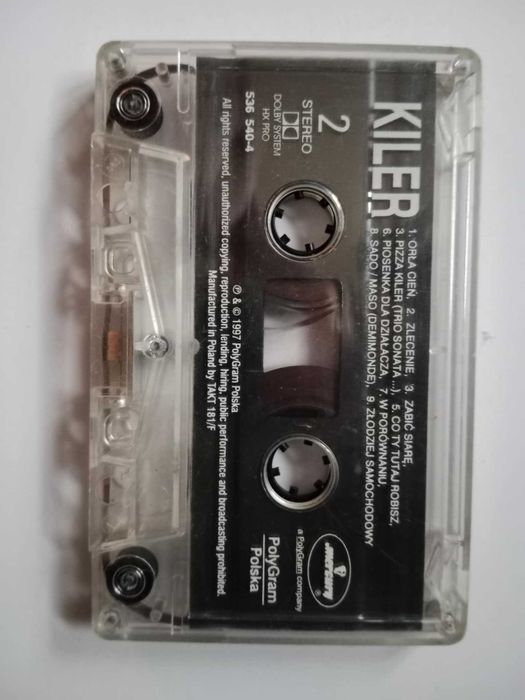 KILER
1. ORLA CIEŃ, 2. ZLECENIE, 3. ZABIĆ SIARĘ,
3. PIZZA KILER (TRIO SONATA ...), 5. CO TY TUTAJ ROBISZ,
6. PIOSENKA DLA DZIAŁACZA, 7. W PORÓWNANIU,
8. SADO / MASO (DEMIMONDE), 9. ZŁODZIEJ SAMOCHODOWY
2
STEREO
DOLBY SYSTEM
HX PRO
536 540-4
mercury
a PolyGram company
PolyGram
Polska
℗ & © 1997 PolyGram Polska
All rights reserved, unauthorized copying, reproduction, lending, hiring, public performance and broadcasting prohibited.
Manufactured in Poland by TAKT 181/F